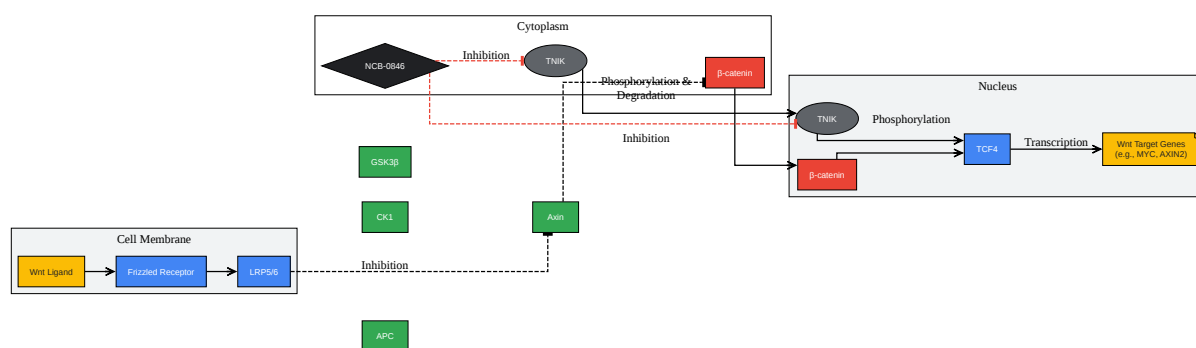 Cytoplasm
NCB-0846
Inhibition
TNIK
β-catenin
Phosphorylation &
Degradation
Inhibition
Nucleus
TNIK
Phosphorylation
TCF4
Transcription
Wnt Target Genes
(e.g., MYC, AXIN2)
β-catenin
GSK3β
CK1
Axin
Cell Membrane
Wnt Ligand
Frizzled Receptor
LRP5/6
Inhibition
APC